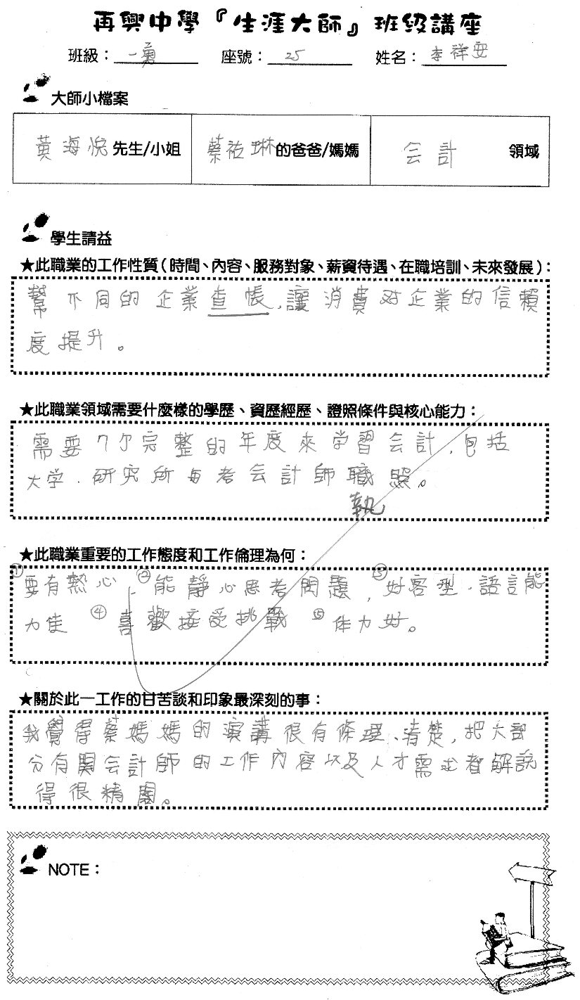 再興中學『生涯大師』班級講座
班級：一勇 座號：25 姓名：李祥雯
大師小檔案
黃海悅先生/小姐 蔡祐琳的爸爸/媽媽 会計 領域
學生請益
★此職業的工作性質（時間、內容、服務對象、薪資待遇、在職培訓、未來發展）：
幫不同的企業查帳，讓消費对企業的信賴
度提升。
★此職業領域需要什麼樣的學歷、資歷經歷、證照條件與核心能力：
需要7个完整的年度來学習会計，包括
大学、研究所与考会計師職照。
執
★此職業重要的工作態度和工作倫理為何：
①要有熱心、②能靜心思考問題，③好客型、語言能
力佳 ④喜歡接受挑戰 ⑤体力好。
★關於此一工作的甘苦談和印象最深刻的事：
我覺得蔡媽媽的演講很有條理、清楚，把大部
分有関会計師的工作內容以及人才需求都解説
得很精闢。
NOTE：